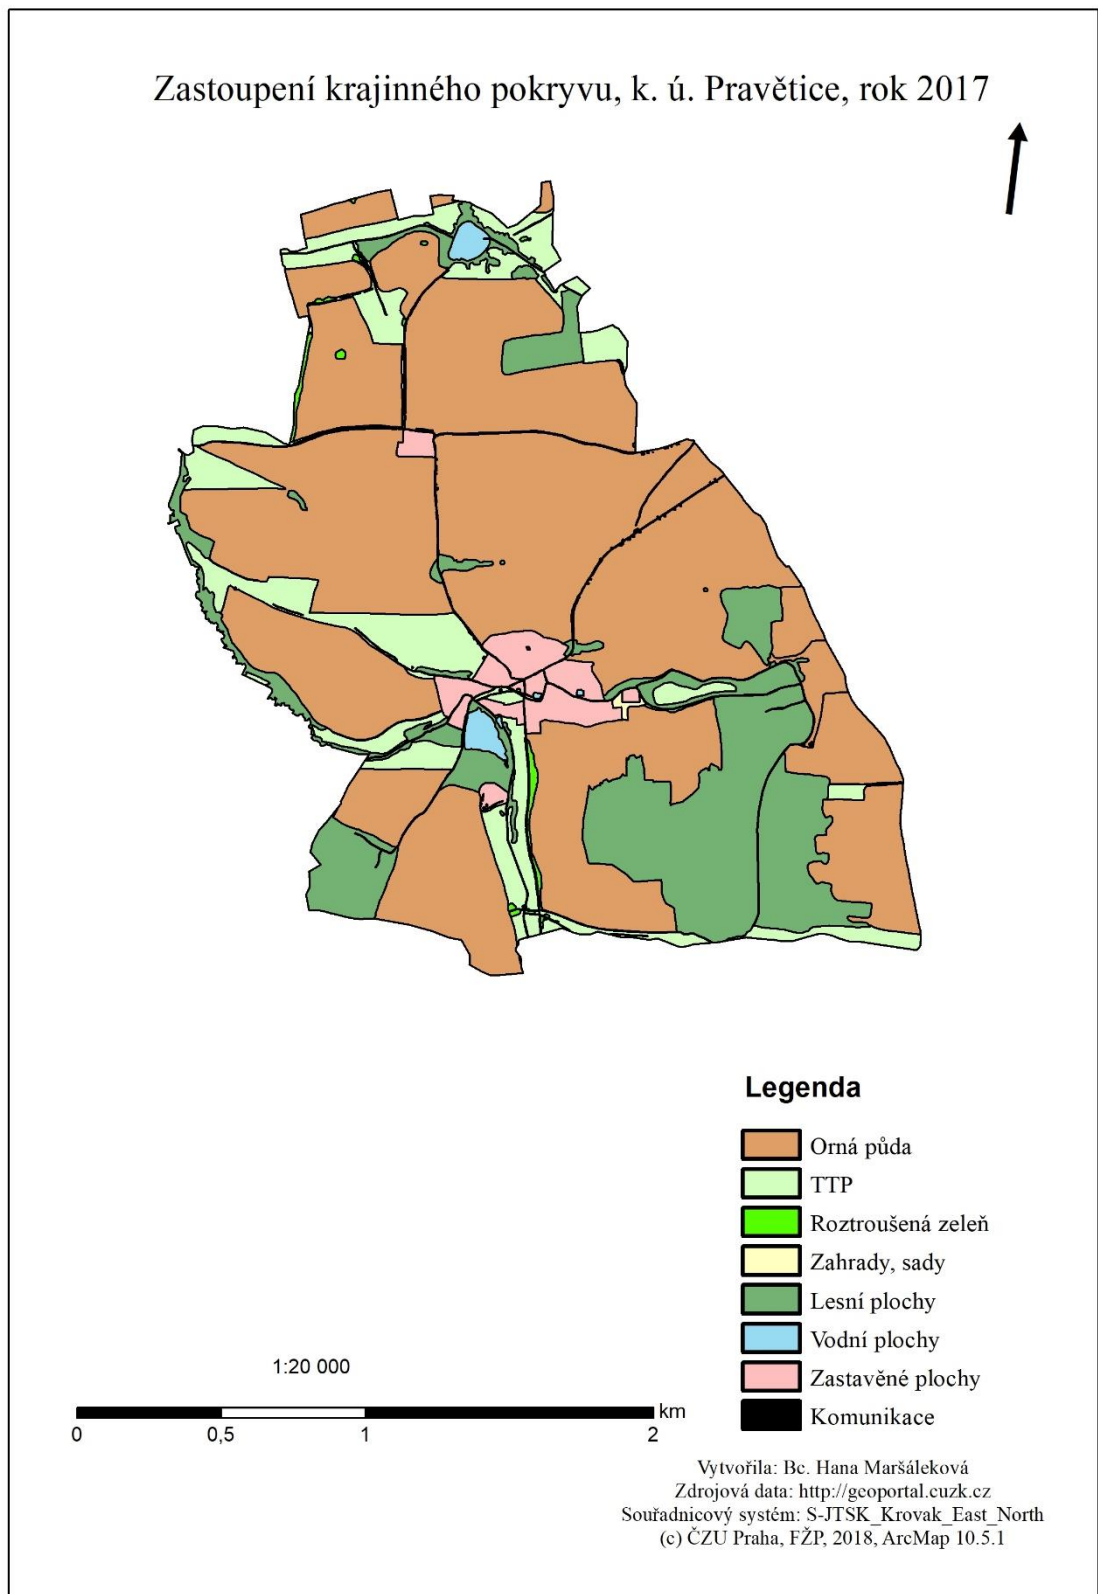 Zastoupení krajinného pokryvu, k. ú. Pravětice, rok 2017
Legenda
Orná půda
TTP
Roztroušená zeleň
Zahrady, sady
Lesní plochy
Vodní plochy
Zastavěné plochy
Komunikace
1:20 000
km
0 0,5 1 2
Vytvořila: Bc. Hana Maršáleková
Zdrojová data: http://geoportal.cuzk.cz
Souřadnicový systém: S-JTSK_Krovak_East_North
(c) ČZU Praha, FŽP, 2018, ArcMap 10.5.1